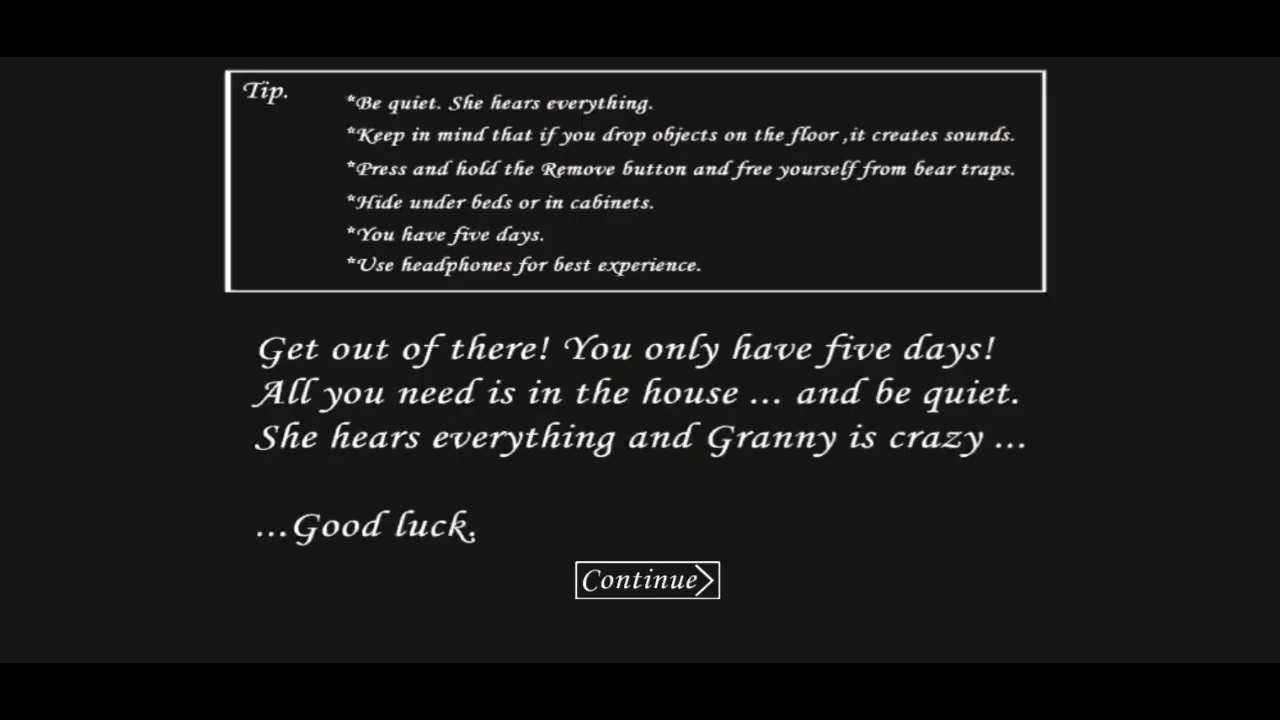 Tip.
*Be quiet. She hears everything.
*Keep in mind that if you drop objects on the floor ,it creates sounds.
*Press and hold the Remove button and free yourself from bear traps.
*Hide under beds or in cabinets.
*You have five days.
*Use headphones for best experience.
Get out of there! You only have five days!
All you need is in the house ... and be quiet.
She hears everything and Granny is crazy ...
...Good luck.
Continue